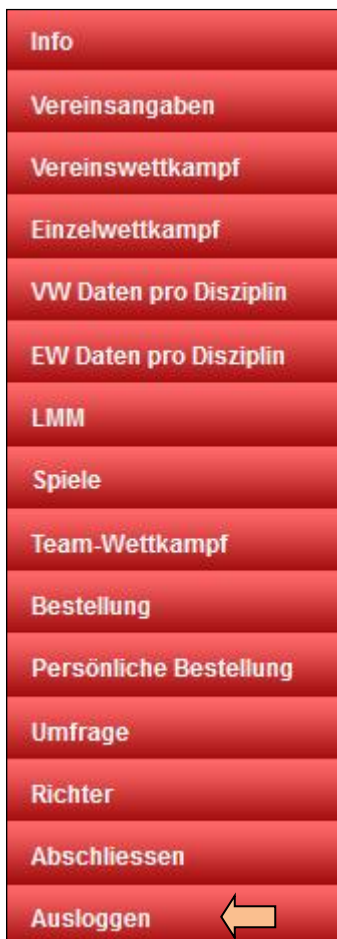 Info
Vereinsangaben
Vereinswettkampf
Einzelwettkampf
VW Daten pro Disziplin
EW Daten pro Disziplin
LMM
Spiele
Team-Wettkampf
Bestellung
Persönliche Bestellung
Umfrage
Richter
Abschliessen
Ausloggen